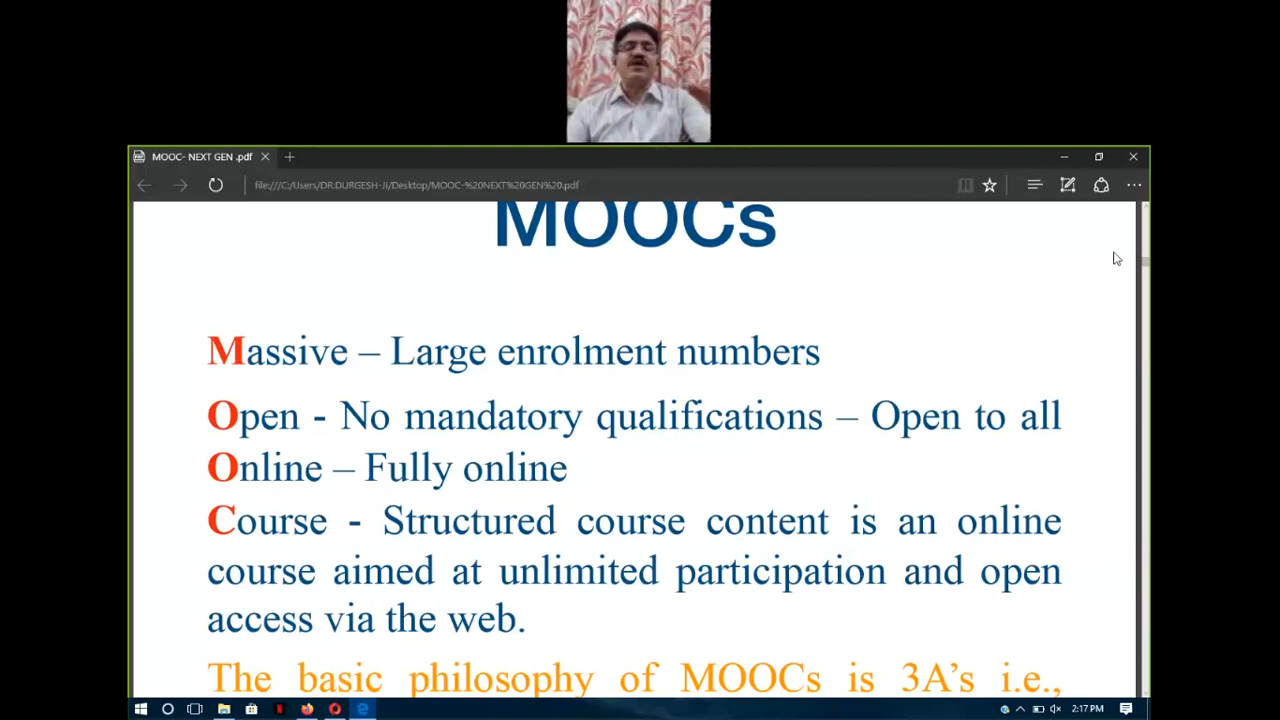 MOOC- NEXT GEN .pdf
file:///C:/Users/DR.DURGESH-JI/Desktop/MOOC-%20NEXT%20GEN%20.pdf
MOOCs
Massive – Large enrolment numbers
Open - No mandatory qualifications – Open to all
Online – Fully online
Course - Structured course content is an online
course aimed at unlimited participation and open
access via the web.
The basic philosophy of MOOCs is 3A's i.e.,
2:17 PM